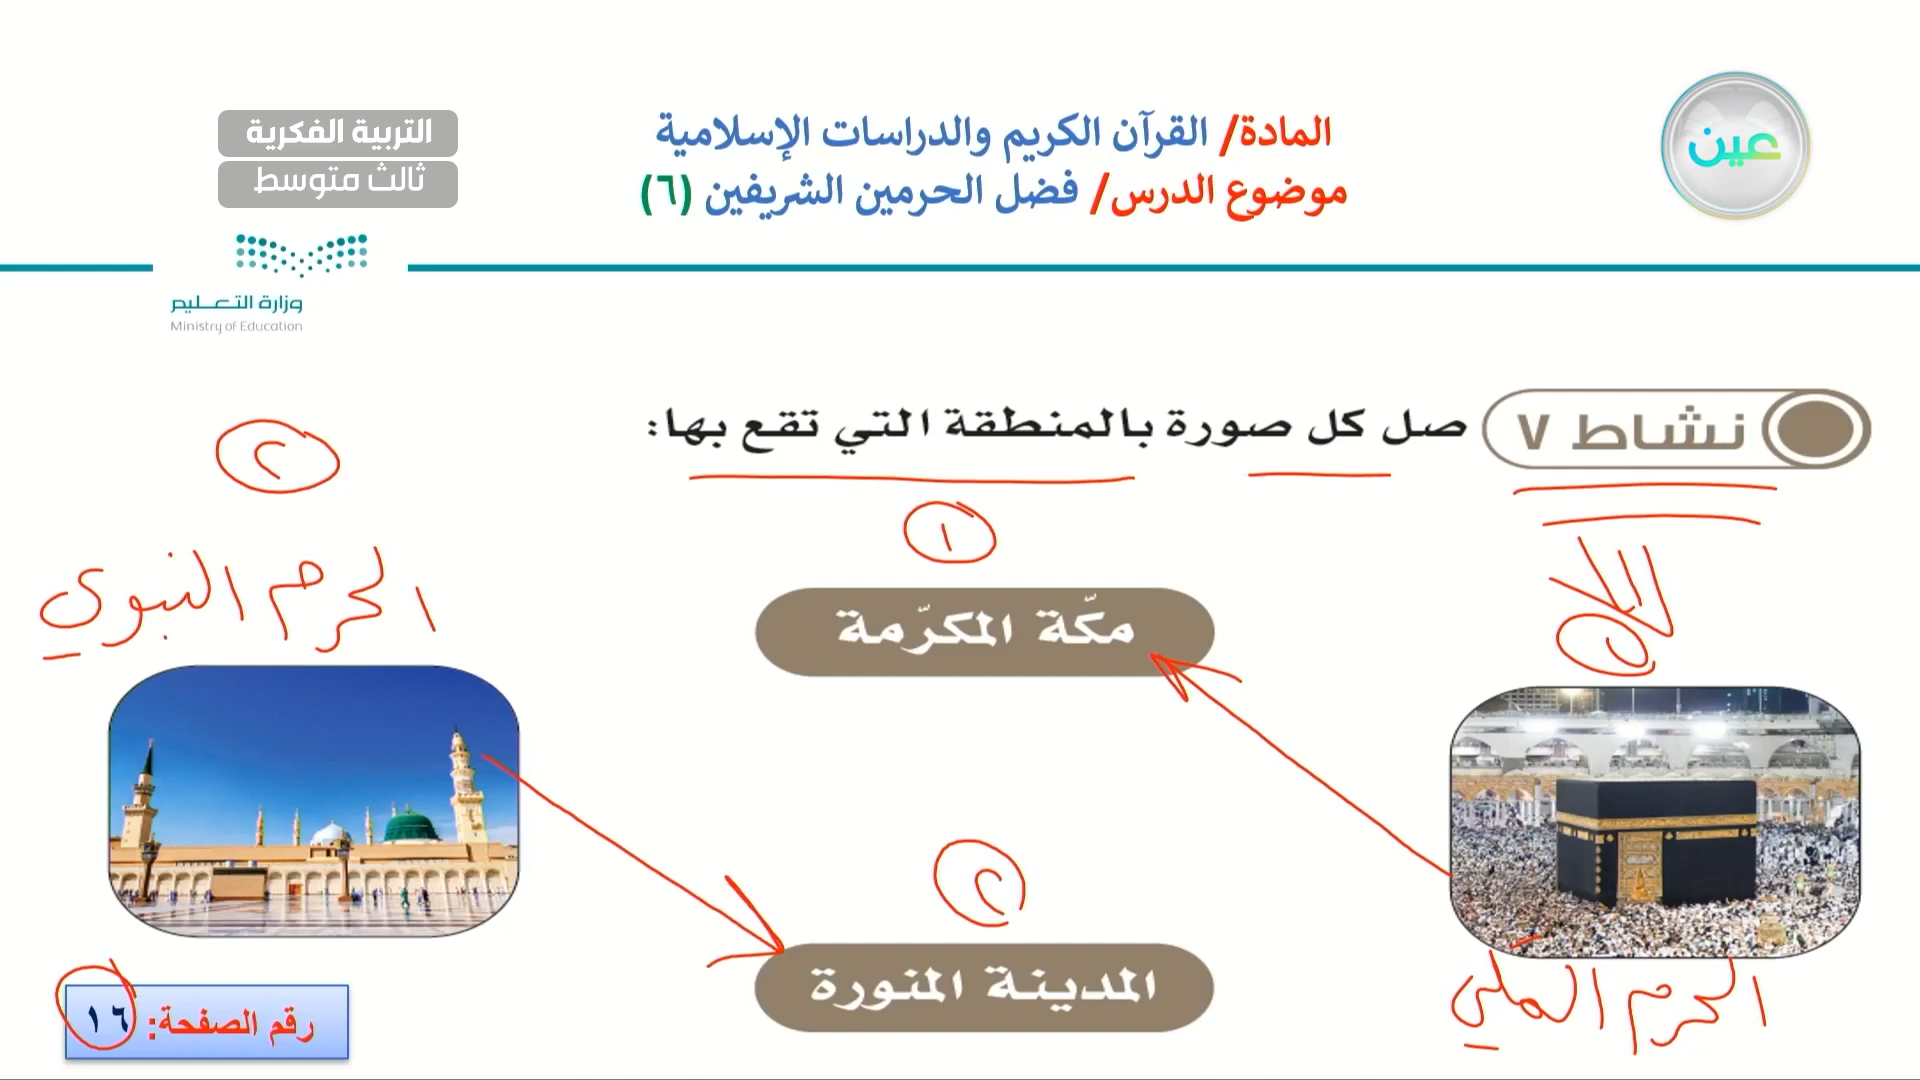 عين
المادة/ القرآن الكريم والدراسات الإسلامية
موضوع الدرس/ فضل الحرمين الشريفين (٦)
التربية الفكرية
ثالث متوسط
وزارة التعليم
Ministry of Education
نشاط ٧ صل كل صورة بالمنطقة التي تقع بها:
١
٢
مكّة المكرّمة
الحرم النبوي
٢
المدينة المنورة
الحرم المكي
رقم الصفحة: ١٦